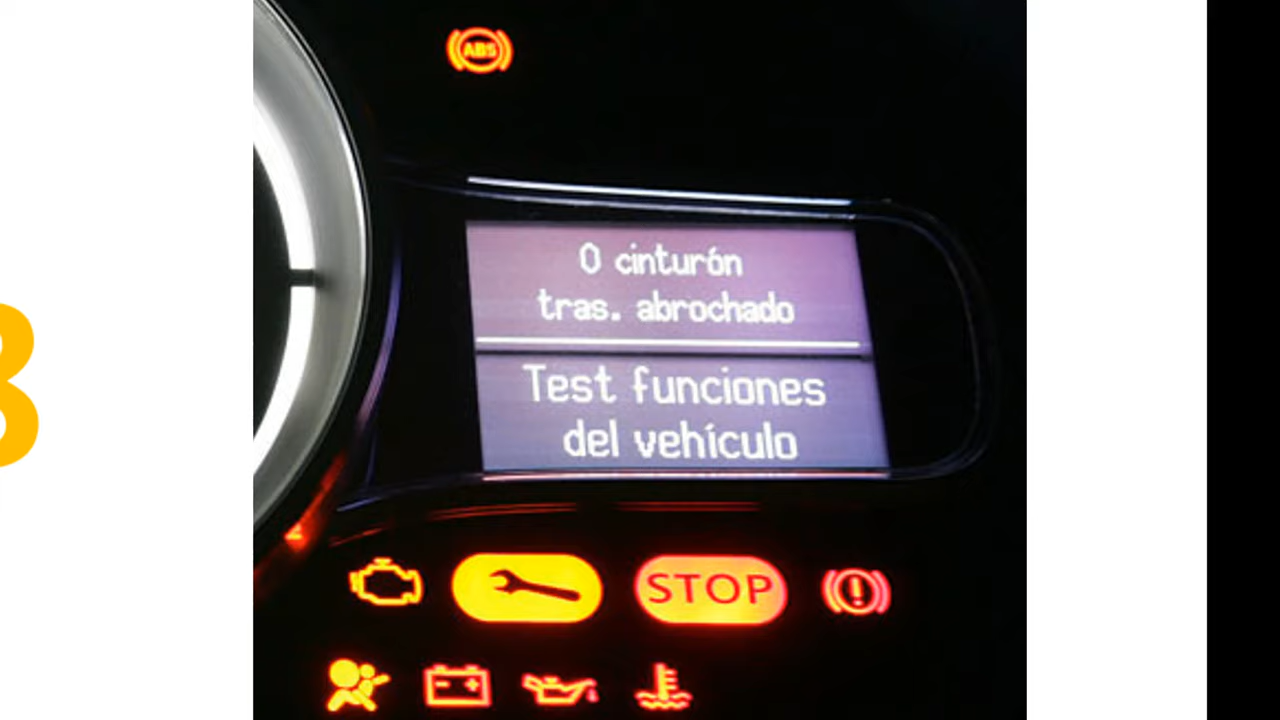 ABS
0 cinturón
tras. abrochado
Test funciones
del vehículo
STOP